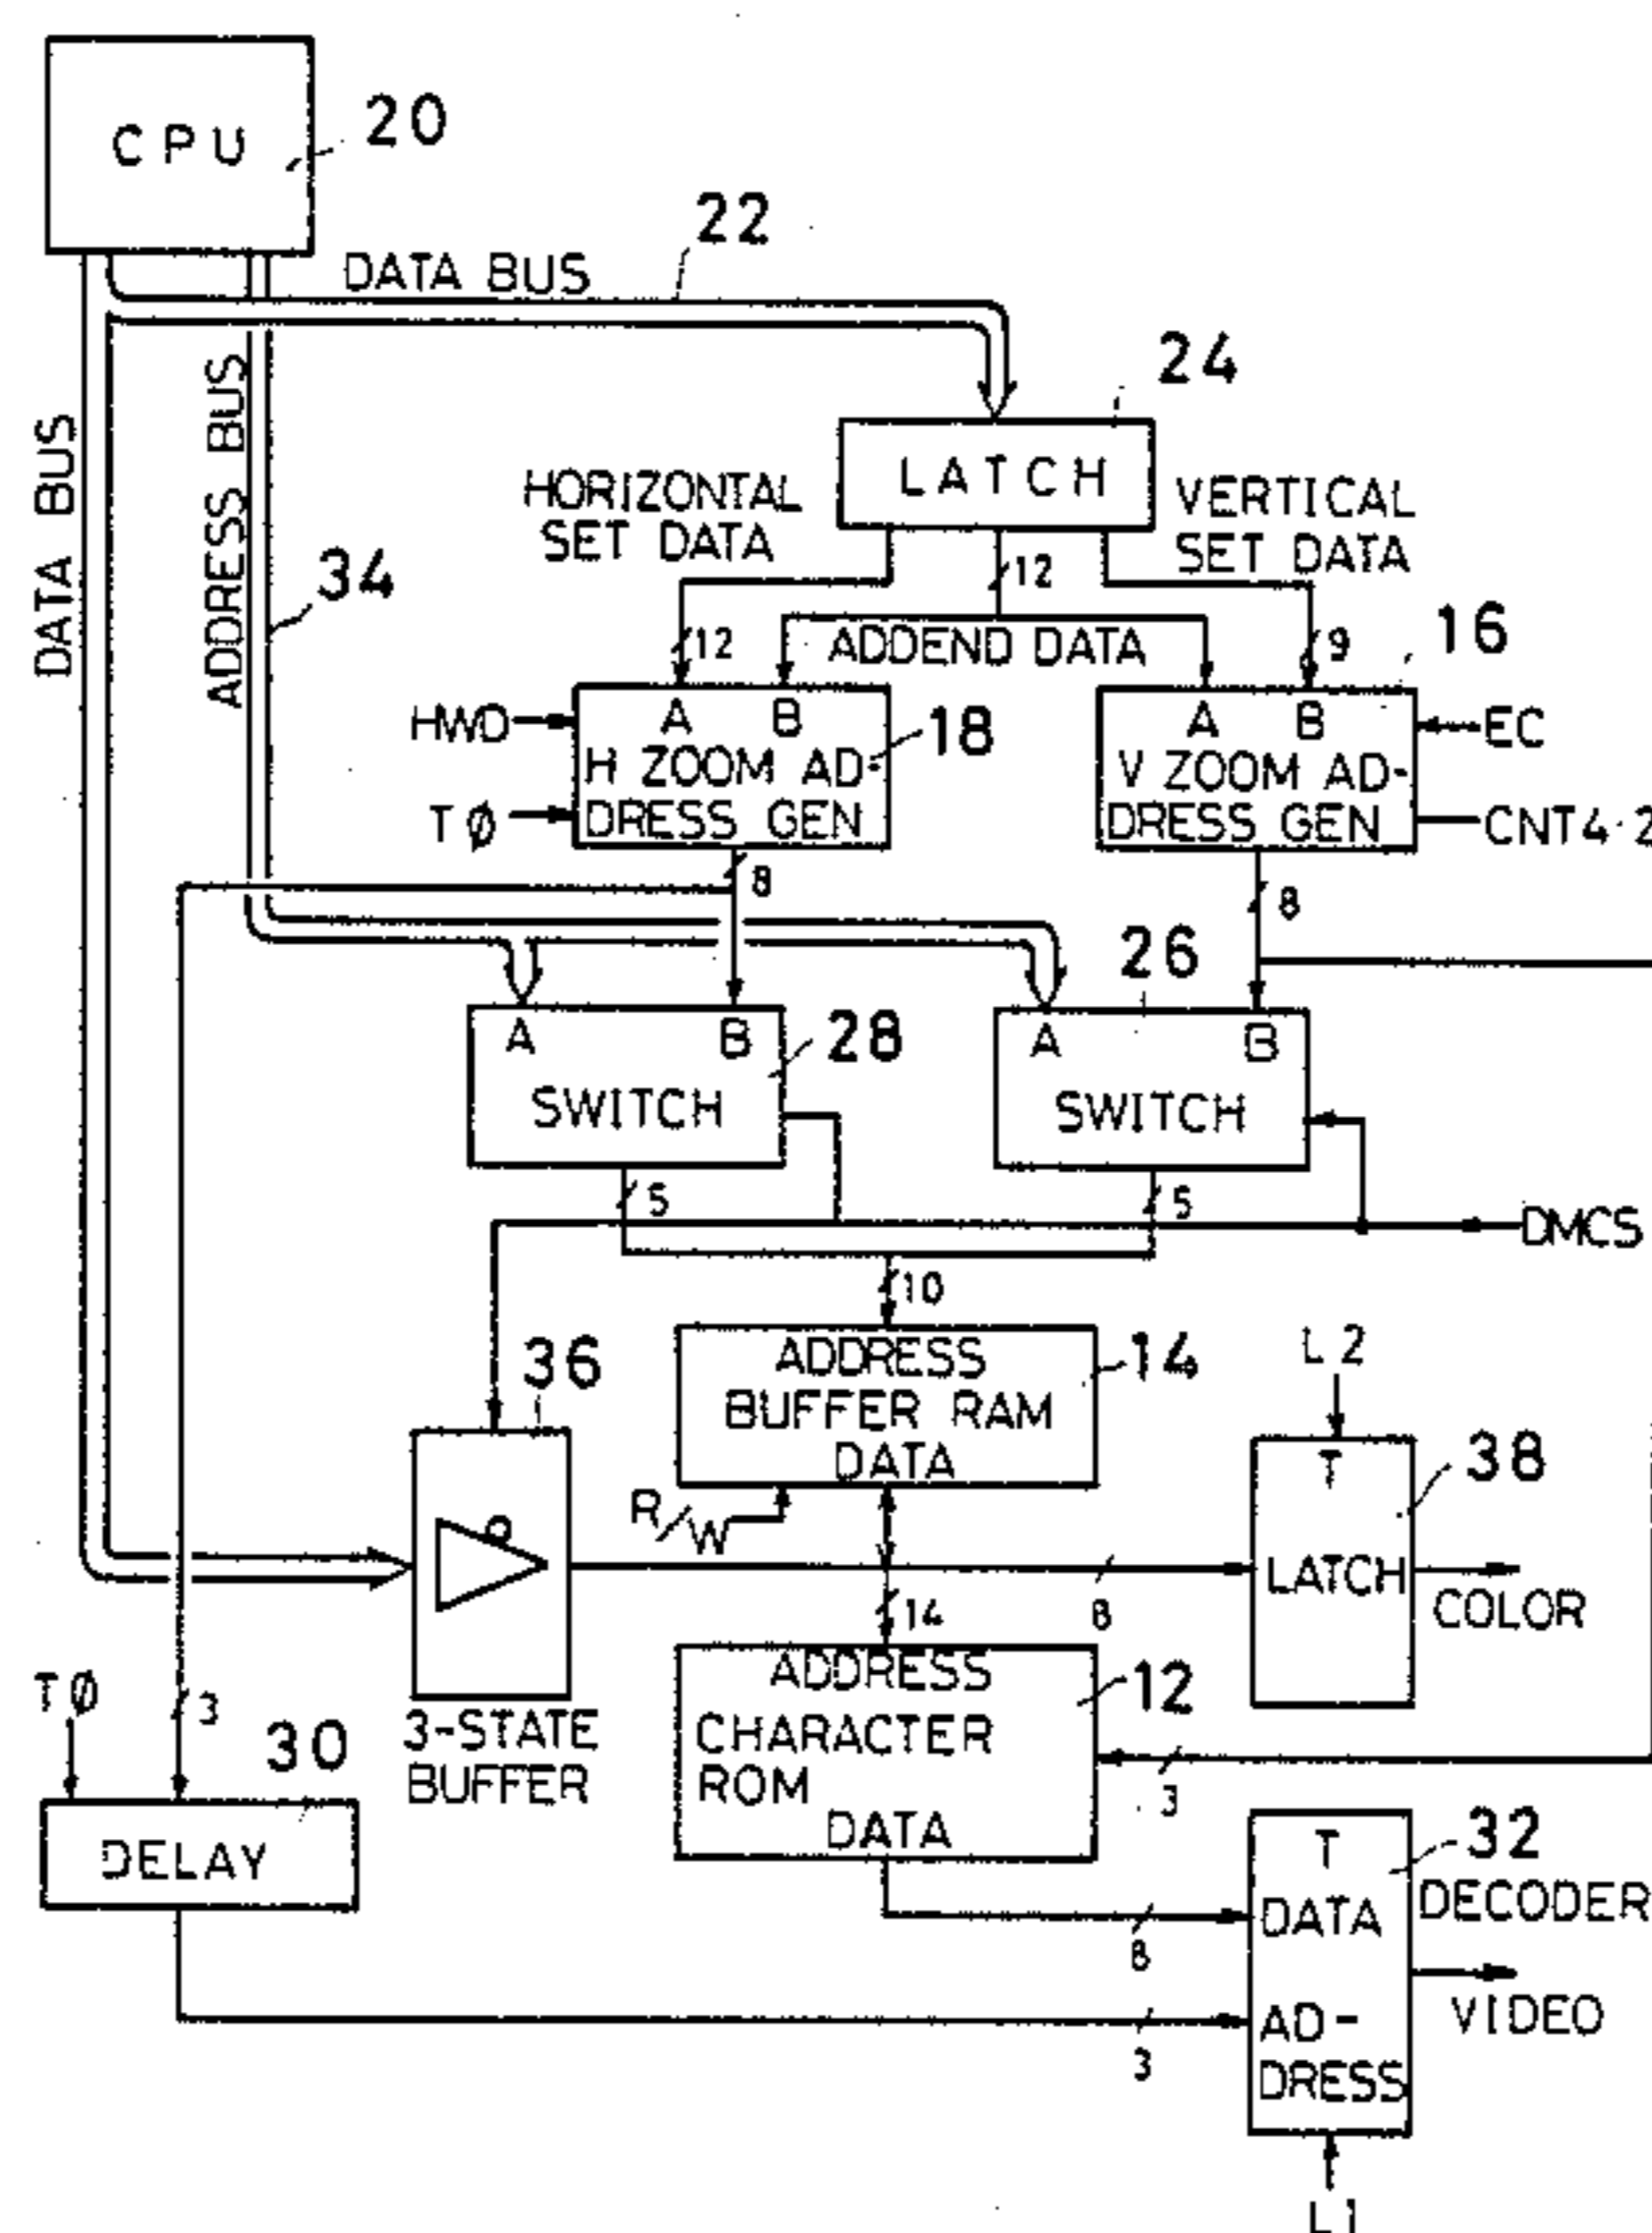 CPU
20
22
DATA BUS
24
DATA BUS
ADDRESS BUS
34
LATCH
HORIZONTAL
SET DATA
VERTICAL
SET DATA
12
12
ADDEND DATA
9
16
HWD
A B
18
H ZOOM AD-
DRESS GEN
TØ
A B
V ZOOM AD-
DRESS GEN
EC
CNT4·2
8
8
26
A B
28
SWITCH
A B
SWITCH
5
5
DMCS
10
36
ADDRESS
BUFFER RAM
DATA
14
L2
R/W
T
38
LATCH
COLOR
14
8
TØ
3
30
3-STATE
BUFFER
ADDRESS
CHARACTER
ROM
DATA
12
3
DELAY
T
32
DECODER
DATA
8
VIDEO
AD-
DRESS
3
L1